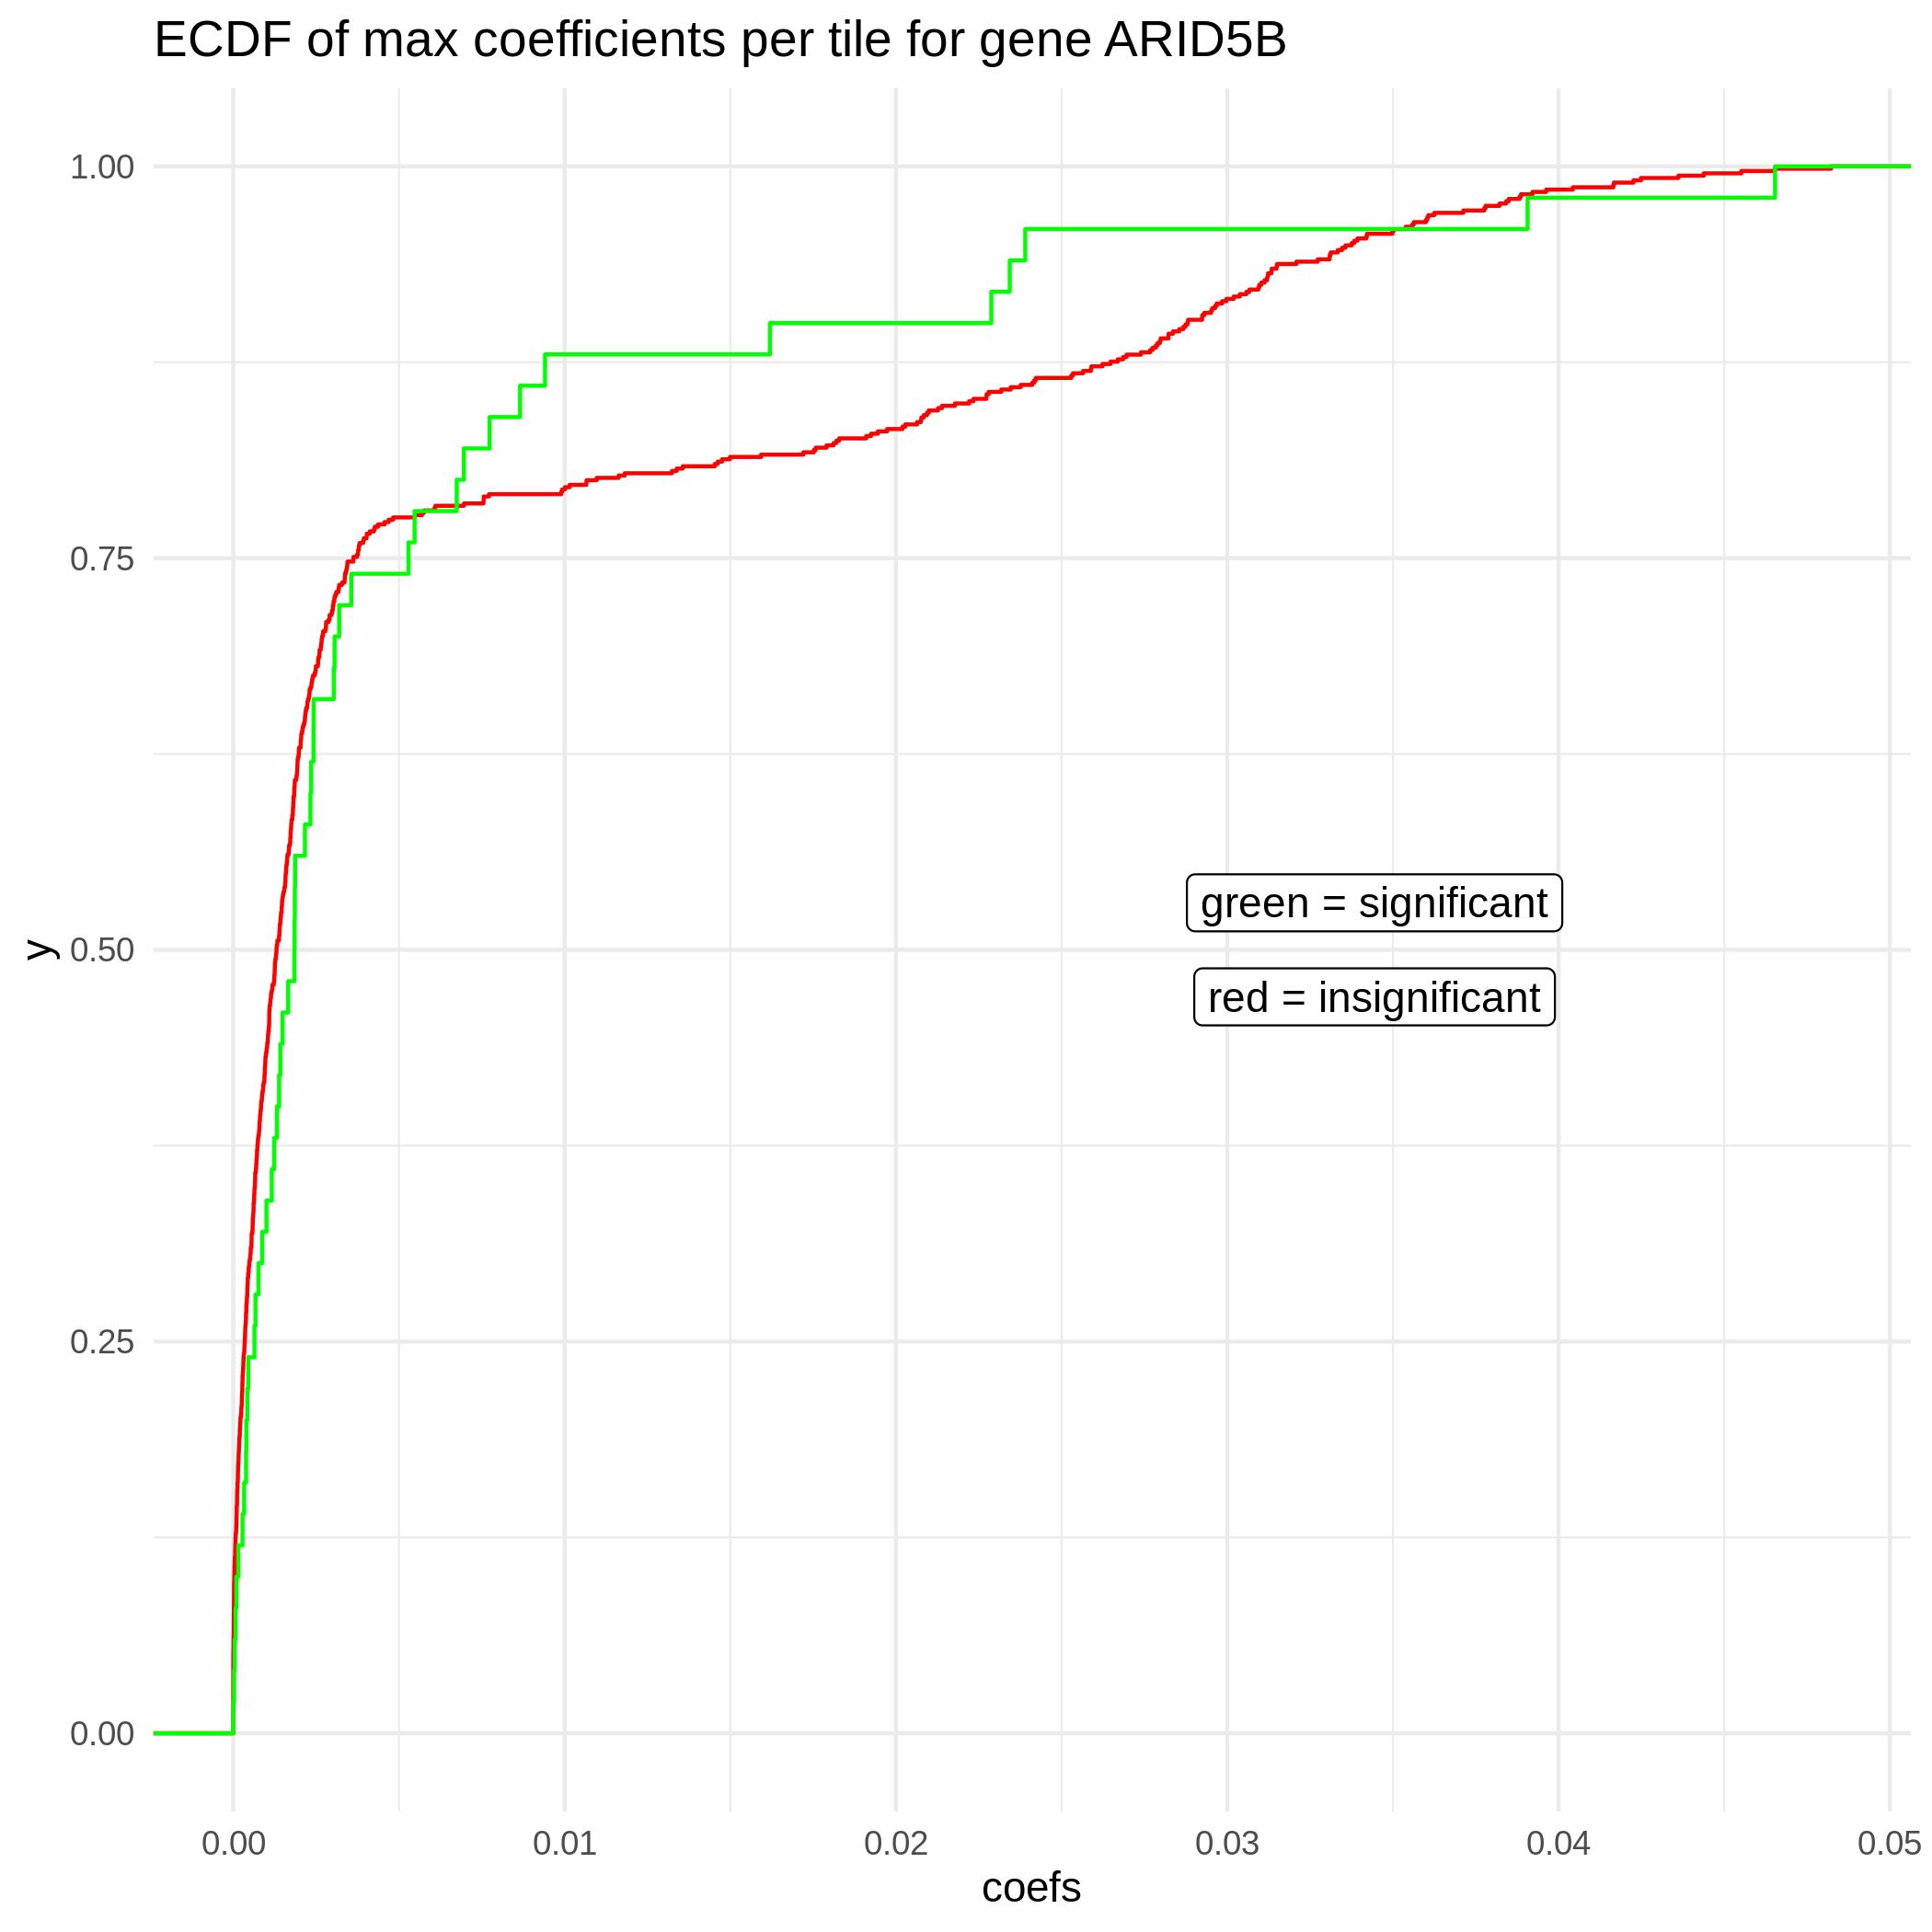 ECDF of max coefficients per tile for gene ARID5B
1.00
0.75
0.50
0.25
0.00
y
green = significant
red = insignificant
0.00 0.01 0.02 0.03 0.04 0.05
coefs